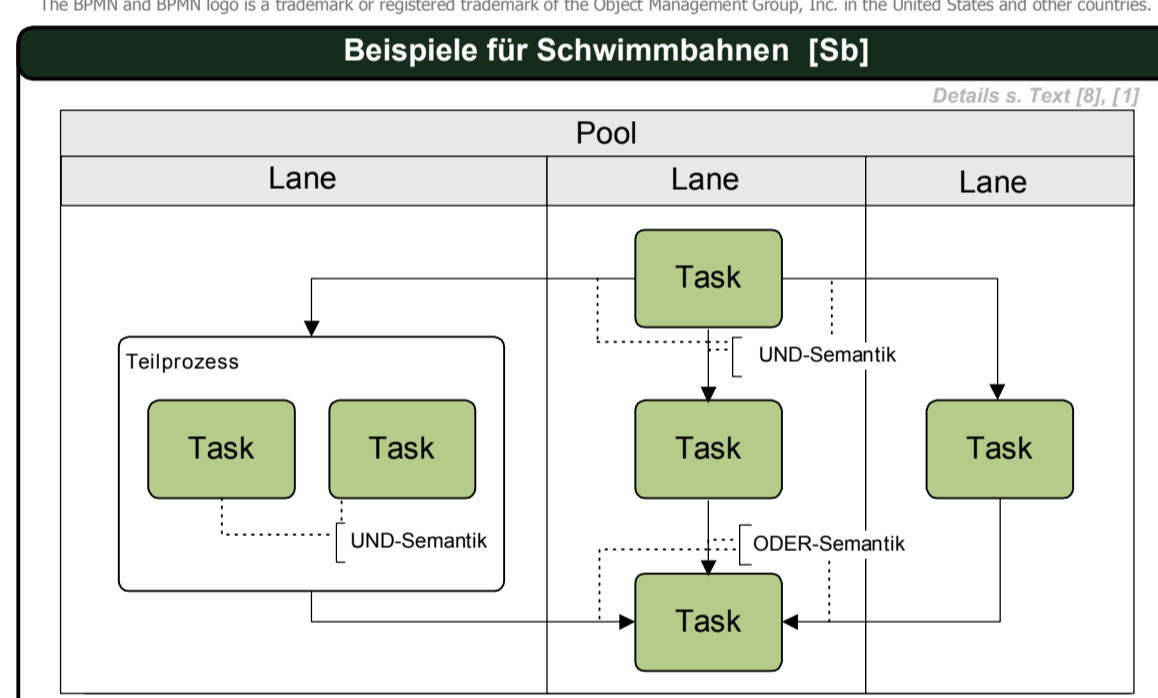 The BPMN and BPMN logo is a trademark or registered trademark of the Object Management Group, Inc. in the United States and other countries.
Beispiele für Schwimmbahnen [Sb]
Details s. Text [8], [1]
Pool
Lane
Lane
Lane
Task
UND-Semantik
Teilprozess
Task
Task
Task
Task
UND-Semantik
ODER-Semantik
Task